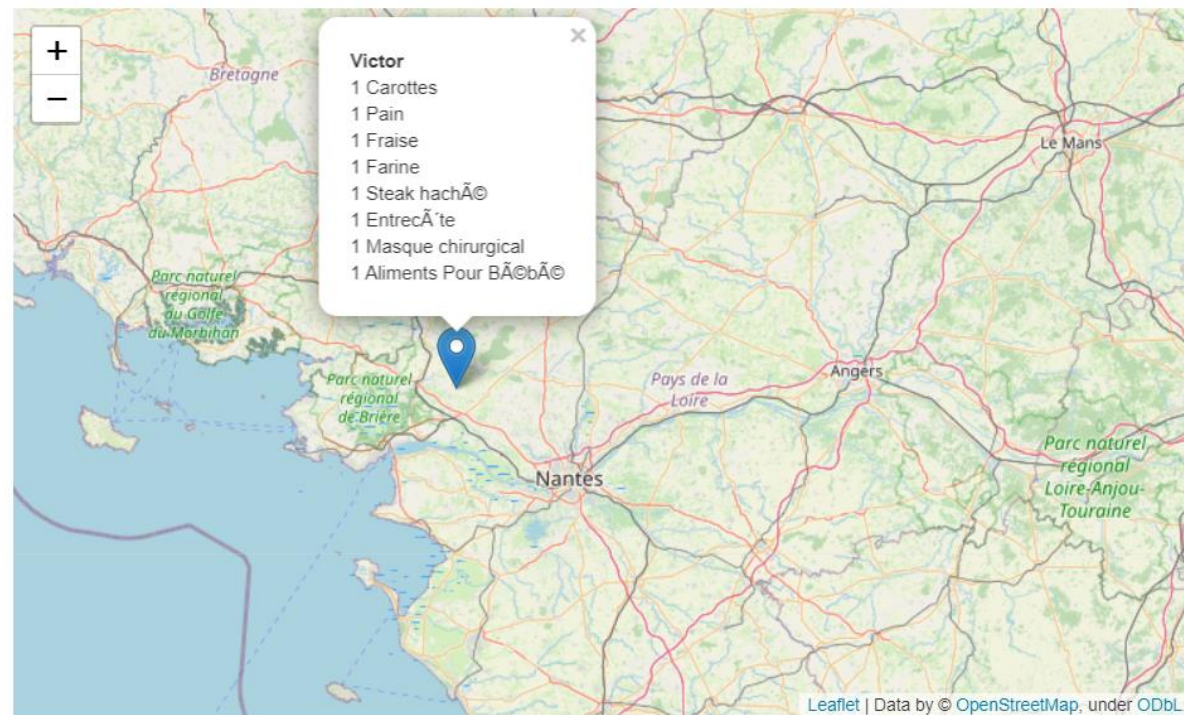 +
−
×
Victor
1 Carottes
1 Pain
1 Fraise
1 Farine
1 Steak hachÃ©
1 EntrecÃ´te
1 Masque chirurgical
1 Aliments Pour BÃ©bÃ©
Bretagne
Le Mans
Parc naturel
régional
du Golfe
du Morbihan
Parc naturel
régional
de Brière
Pays de la
Loire
Angers
Nantes
Parc naturel
régional
Loire-Anjou-
Touraine
Leaflet | Data by © OpenStreetMap, under ODbL